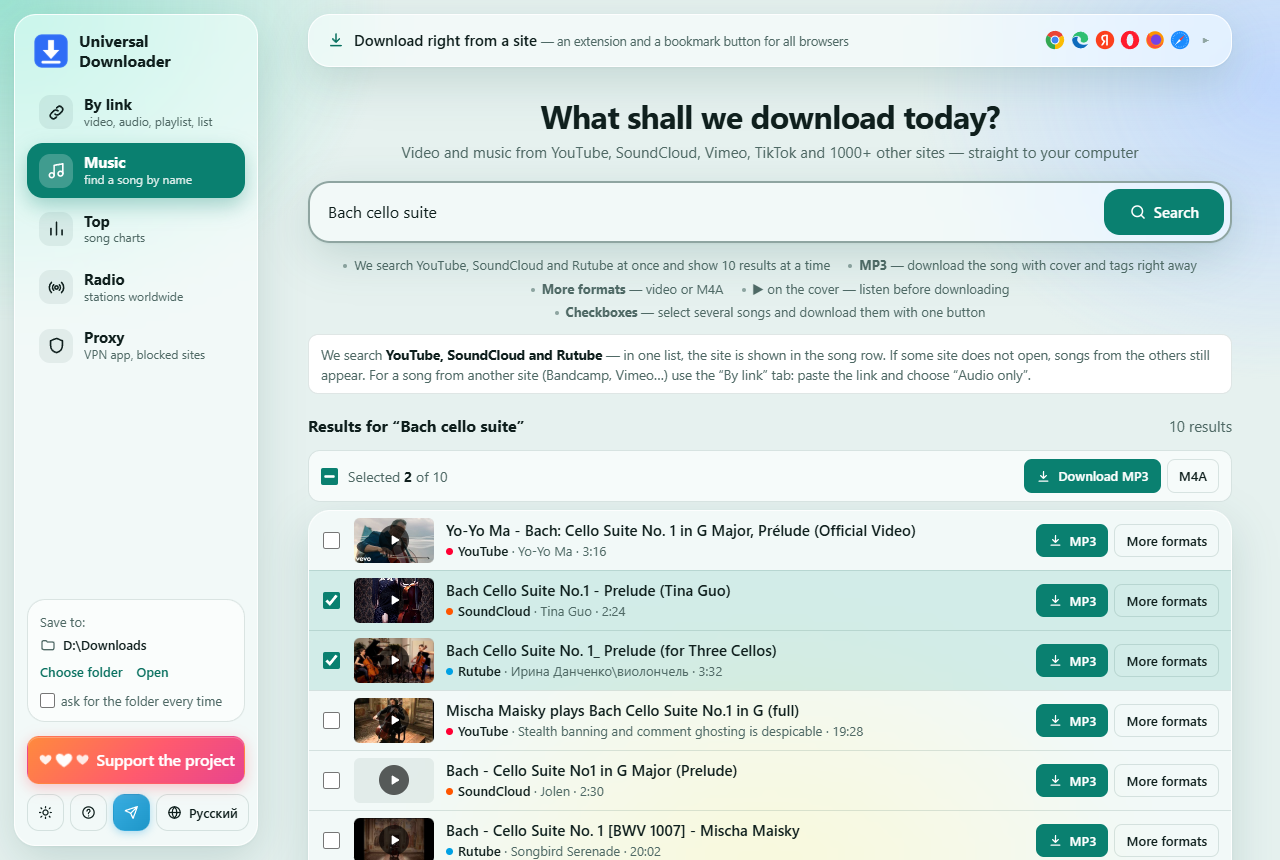 Universal
Downloader
By link
video, audio, playlist, list
Music
find a song by name
Top
song charts
Radio
stations worldwide
Proxy
VPN app, blocked sites
Save to:
D:\Downloads
Choose folder Open
ask for the folder every time
Support the project
Русский
Download right from a site — an extension and a bookmark button for all browsers
What shall we download today?
Video and music from YouTube, SoundCloud, Vimeo, TikTok and 1000+ other sites — straight to your computer
Bach cello suite
Search
• We search YouTube, SoundCloud and Rutube at once and show 10 results at a time • MP3 — download the song with cover and tags right away
• More formats — video or M4A • ▶ on the cover — listen before downloading
• Checkboxes — select several songs and download them with one button
We search YouTube, SoundCloud and Rutube — in one list, the site is shown in the song row. If some site does not open, songs from the others still
appear. For a song from another site (Bandcamp, Vimeo…) use the “By link” tab: paste the link and choose “Audio only”.
Results for “Bach cello suite” 10 results
Selected 2 of 10 Download MP3 M4A
Yo-Yo Ma - Bach: Cello Suite No. 1 in G Major, Prélude (Official Video)
YouTube · Yo-Yo Ma · 3:16
MP3 More formats
Bach Cello Suite No.1 - Prelude (Tina Guo)
SoundCloud · Tina Guo · 2:24
MP3 More formats
Bach Cello Suite No. 1_ Prelude (for Three Cellos)
Rutube · Ирина Данченко\виолончель · 3:32
MP3 More formats
Mischa Maisky plays Bach Cello Suite No.1 in G (full)
YouTube · Stealth banning and comment ghosting is despicable · 19:28
MP3 More formats
Bach - Cello Suite No1 in G Major (Prelude)
SoundCloud · Jolen · 2:30
MP3 More formats
Bach - Cello Suite No. 1 [BWV 1007] - Mischa Maisky
Rutube · Songbird Serenade · 20:02
MP3 More formats